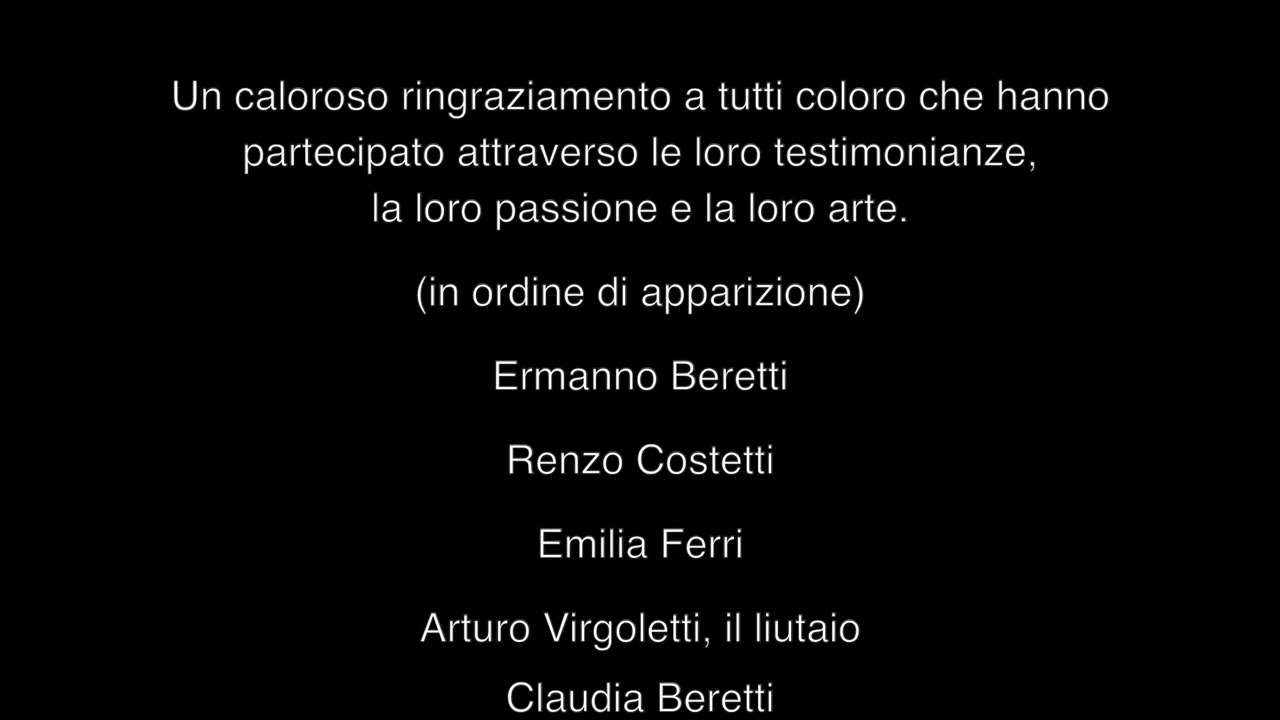 Un caloroso ringraziamento a tutti coloro che hanno
partecipato attraverso le loro testimonianze,
la loro passione e la loro arte.
(in ordine di apparizione)
Ermanno Beretti
Renzo Costetti
Emilia Ferri
Arturo Virgoletti, il liutaio
Claudia Beretti